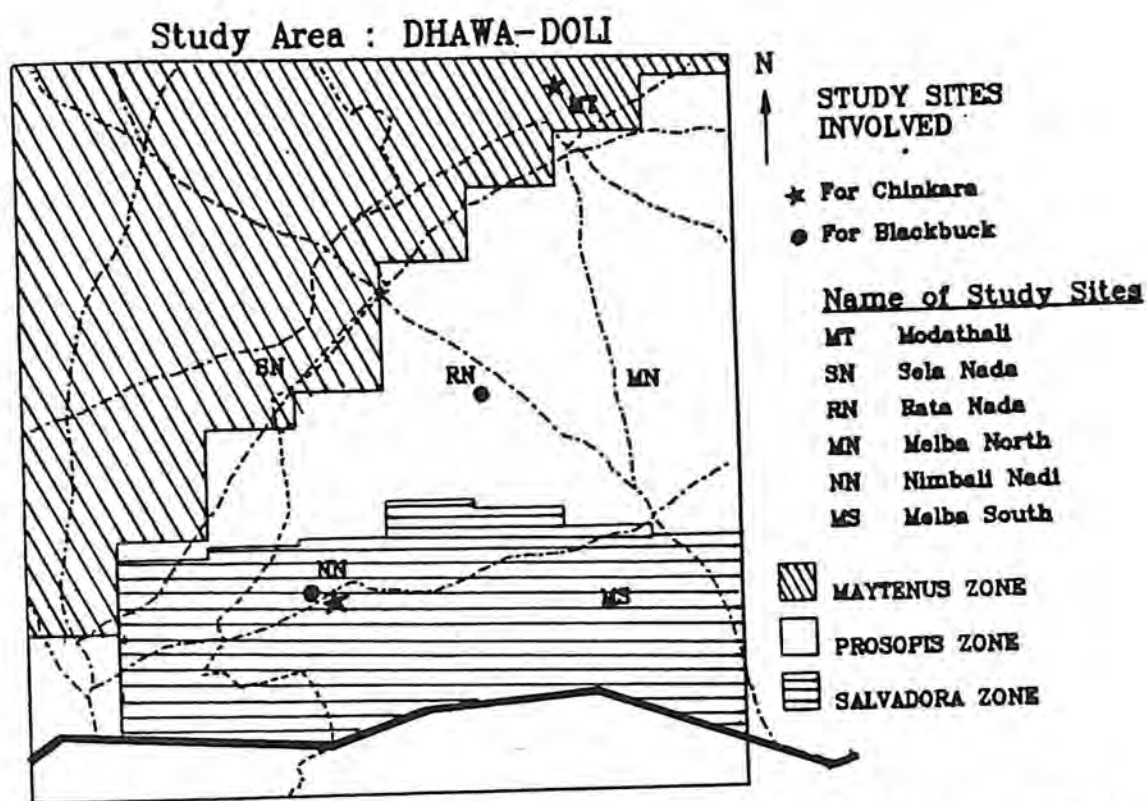 Study Area : DHAWA-DOLI
N
STUDY SITES
INVOLVED
For Chinkara
For Blackbuck
Name of Study Sites
MT Modathali
SN Sela Nada
RN Rata Nada
MN Melba North
NN Nimbali Nadi
MS Melba South
MAYTENUS ZONE
PROSOPIS ZONE
SALVADORA ZONE
MT
SN
RN
MN
NN
MS